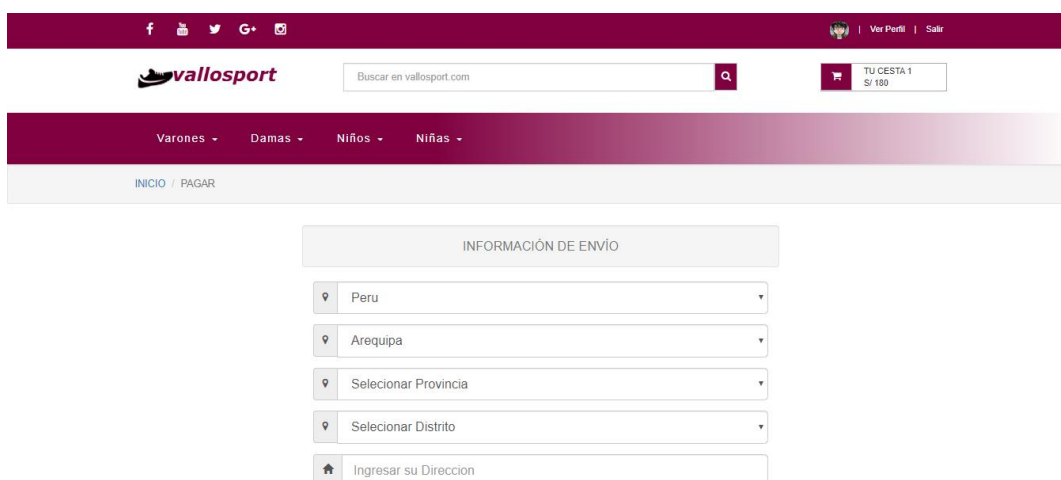 | Ver Perfil | Salir
vallosport
Buscar en vallosport.com
TU CESTA 1
S/ 180
Varones Damas Niños Niñas
INICIO / PAGAR
INFORMACIÓN DE ENVÍO
Peru
Arequipa
Selecionar Provincia
Selecionar Distrito
Ingresar su Direccion